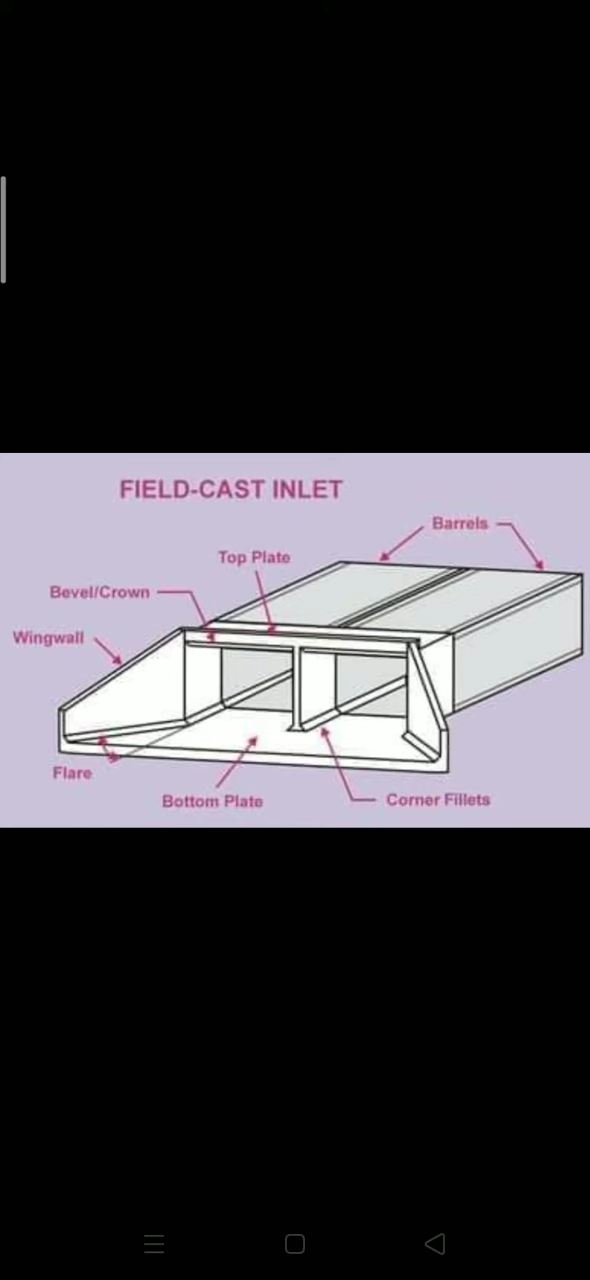 FIELD-CAST INLET
Barrels
Top Plate
Bevel/Crown
Wingwall
Flare
Bottom Plate
Corner Fillets